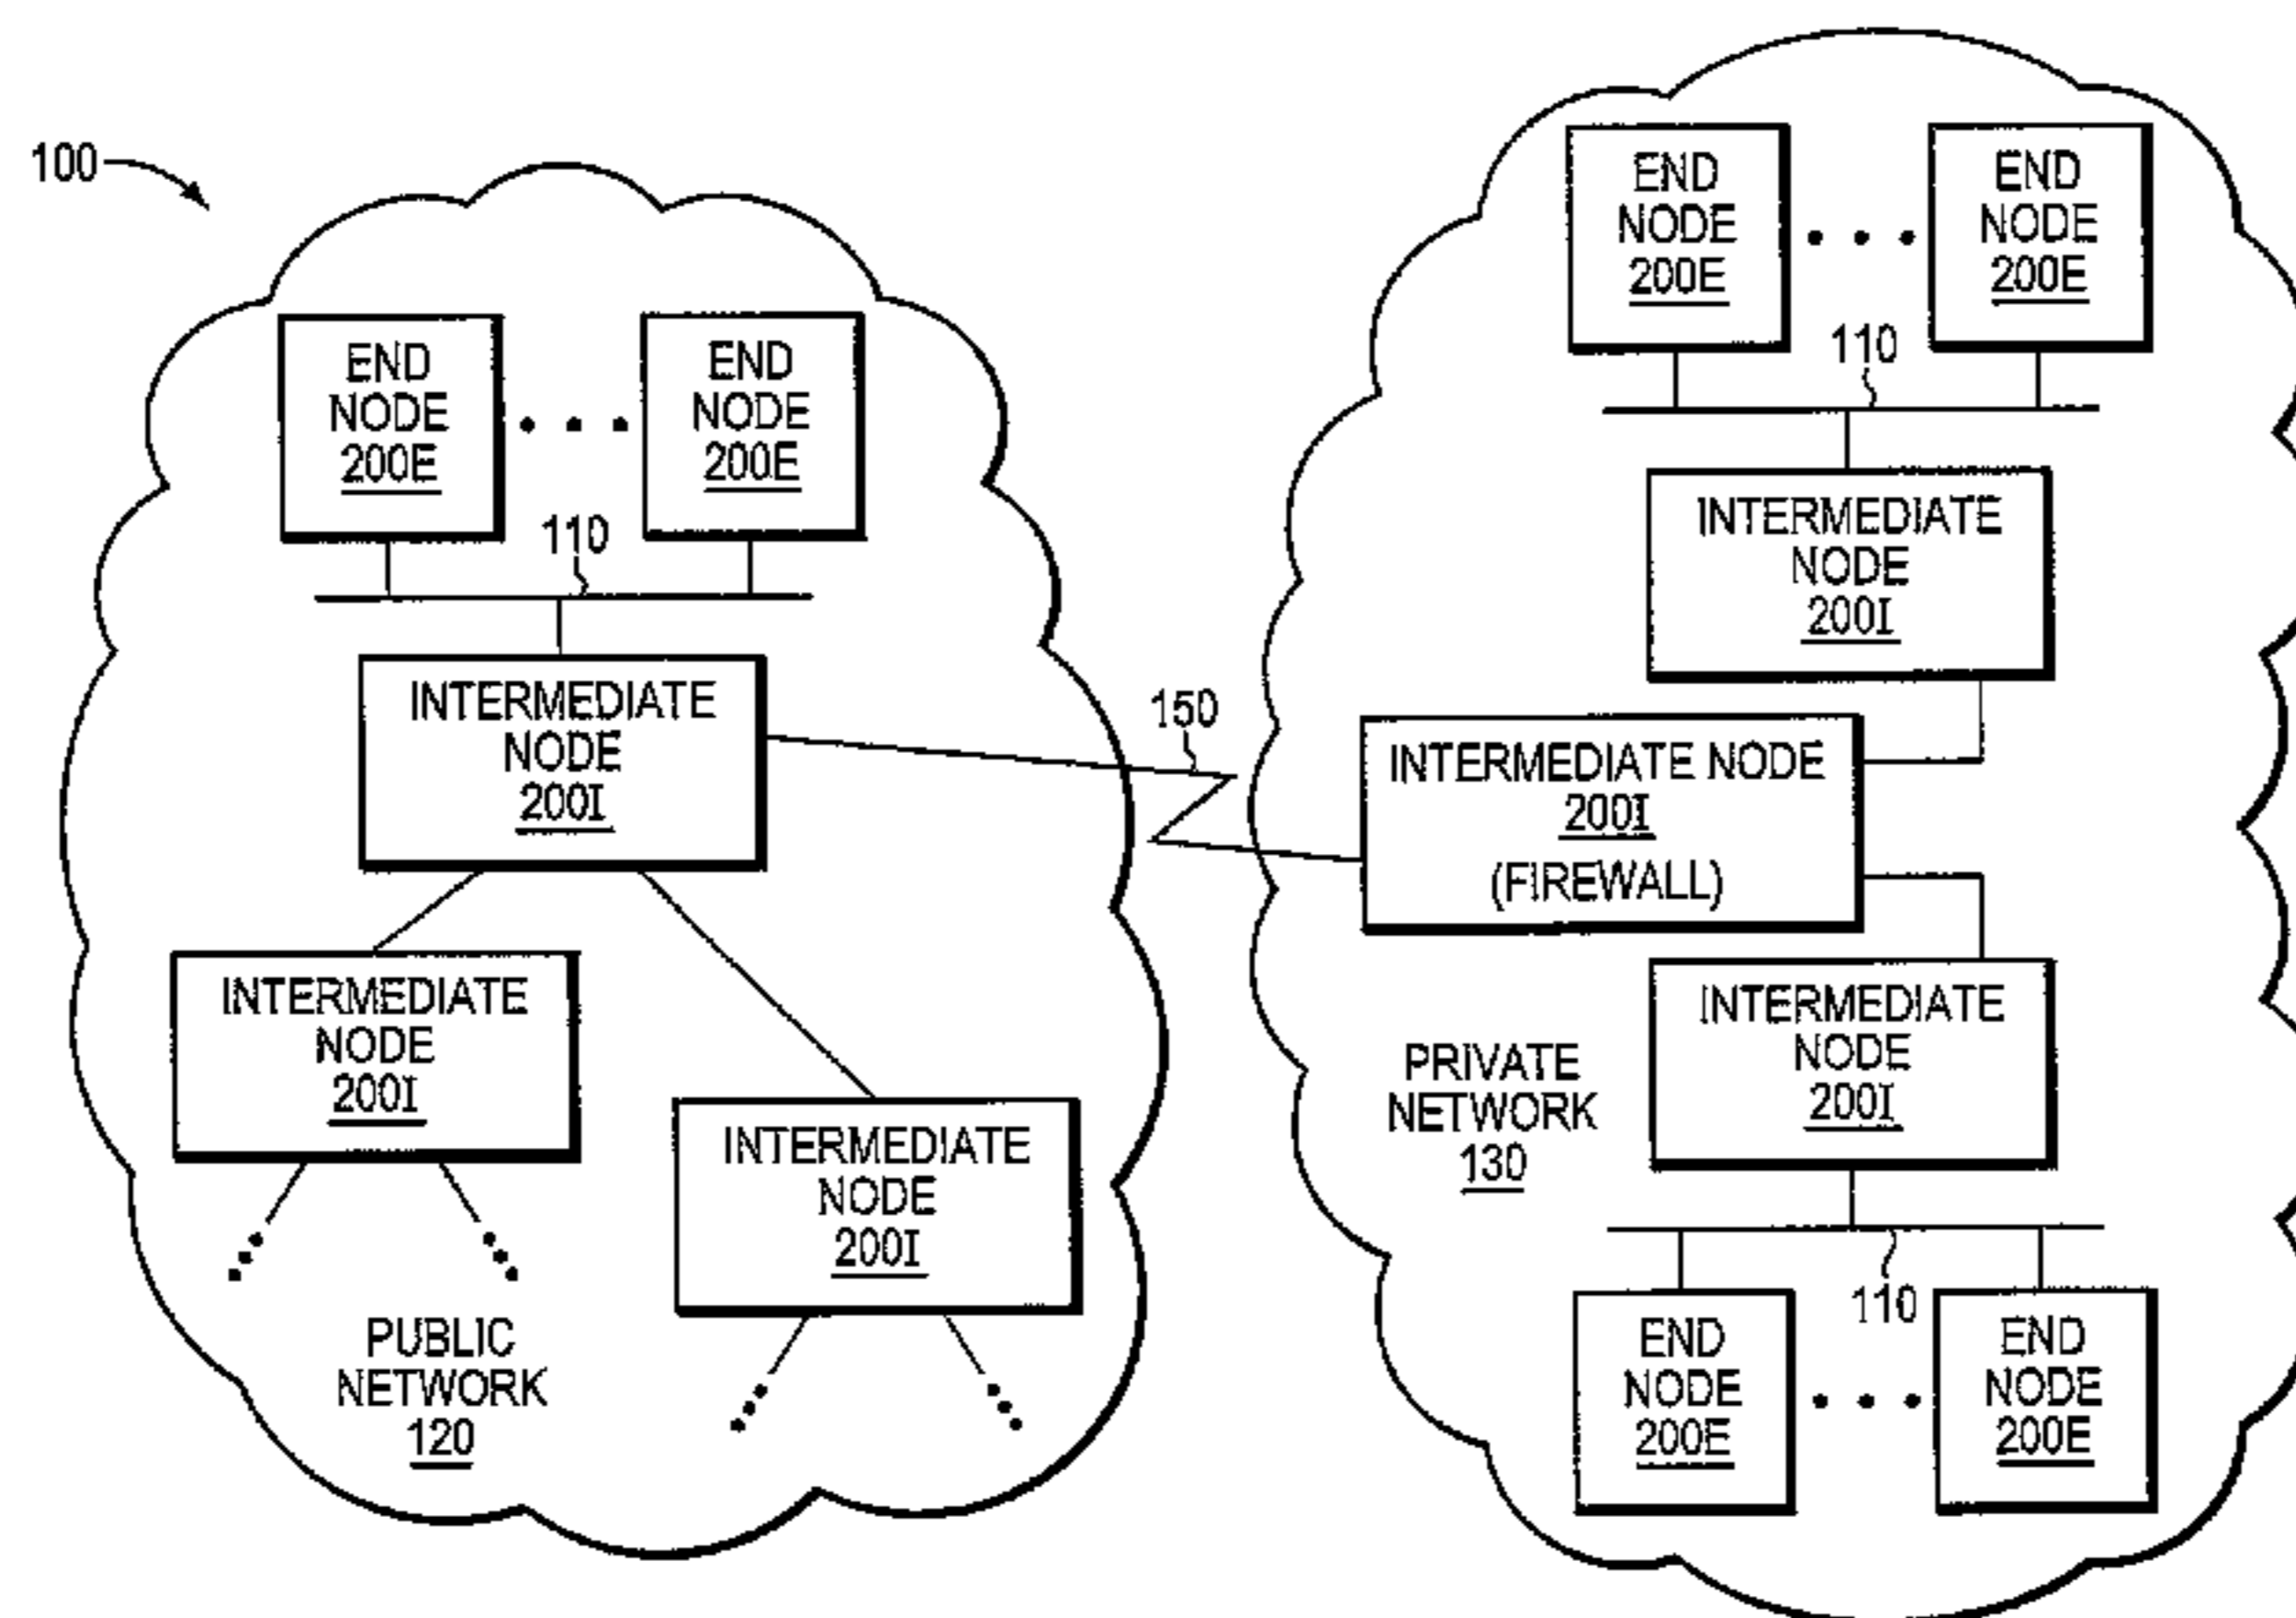 100
END
NODE
200E
END
NODE
200E
110
INTERMEDIATE
NODE
200I
150
INTERMEDIATE
NODE
200I
INTERMEDIATE
NODE
200I
PUBLIC
NETWORK
120
END
NODE
200E
END
NODE
200E
110
INTERMEDIATE
NODE
200I
INTERMEDIATE NODE
200I
(FIREWALL)
INTERMEDIATE
NODE
200I
PRIVATE
NETWORK
130
110
END
NODE
200E
END
NODE
200E